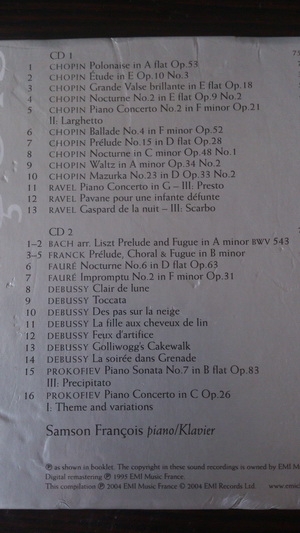 CD 1
1 CHOPIN Polonaise in A flat Op.53
2 CHOPIN Étude in E Op.10 No.3
3 CHOPIN Grande Valse brillante in E flat Op.18
4 CHOPIN Nocturne No.2 in E flat Op.9 No.2
5 CHOPIN Piano Concerto No.2 in F minor Op.21
II: Larghetto
6 CHOPIN Ballade No.4 in F minor Op.52
7 CHOPIN Prélude No.15 in D flat Op.28
8 CHOPIN Nocturne in C minor Op.48 No.1
9 CHOPIN Waltz in A minor Op.34 No.2
10 CHOPIN Mazurka No.23 in D Op.33 No.2
11 RAVEL Piano Concerto in G – III: Presto
12 RAVEL Pavane pour une infante défunte
13 RAVEL Gaspard de la nuit – III: Scarbo
CD 2
1–2 BACH arr. Liszt Prelude and Fugue in A minor BWV 543
3–5 FRANCK Prélude, Choral & Fugue in B minor
6 FAURÉ Nocturne No.6 in D flat Op.63
7 FAURÉ Impromptu No.2 in F minor Op.31
8 DEBUSSY Clair de lune
9 DEBUSSY Toccata
10 DEBUSSY Des pas sur la neige
11 DEBUSSY La fille aux cheveux de lin
12 DEBUSSY Feux d'artifice
13 DEBUSSY Golliwogg's Cakewalk
14 DEBUSSY La soirée dans Grenade
15 PROKOFIEV Piano Sonata No.7 in B flat Op.83
III: Precipitato
16 PROKOFIEV Piano Concerto in C Op.26
I: Theme and variations
Samson François piano/Klavier
℗ as shown in booklet. The copyright in these sound recordings is owned by EMI
Digital remastering ℗ 1995 EMI Music France.
This compilation ℗ 2004 EMI Music France © 2004 EMI Records Ltd.